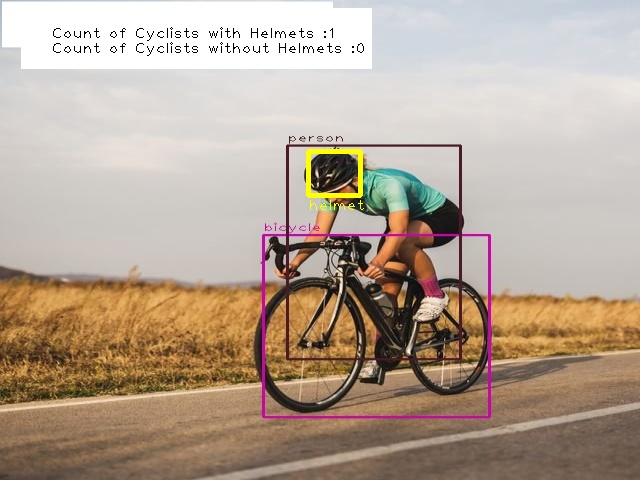 Count of Cyclists with Helmets :1
Count of Cyclists without Helmets :0
person
helmet
bicycle